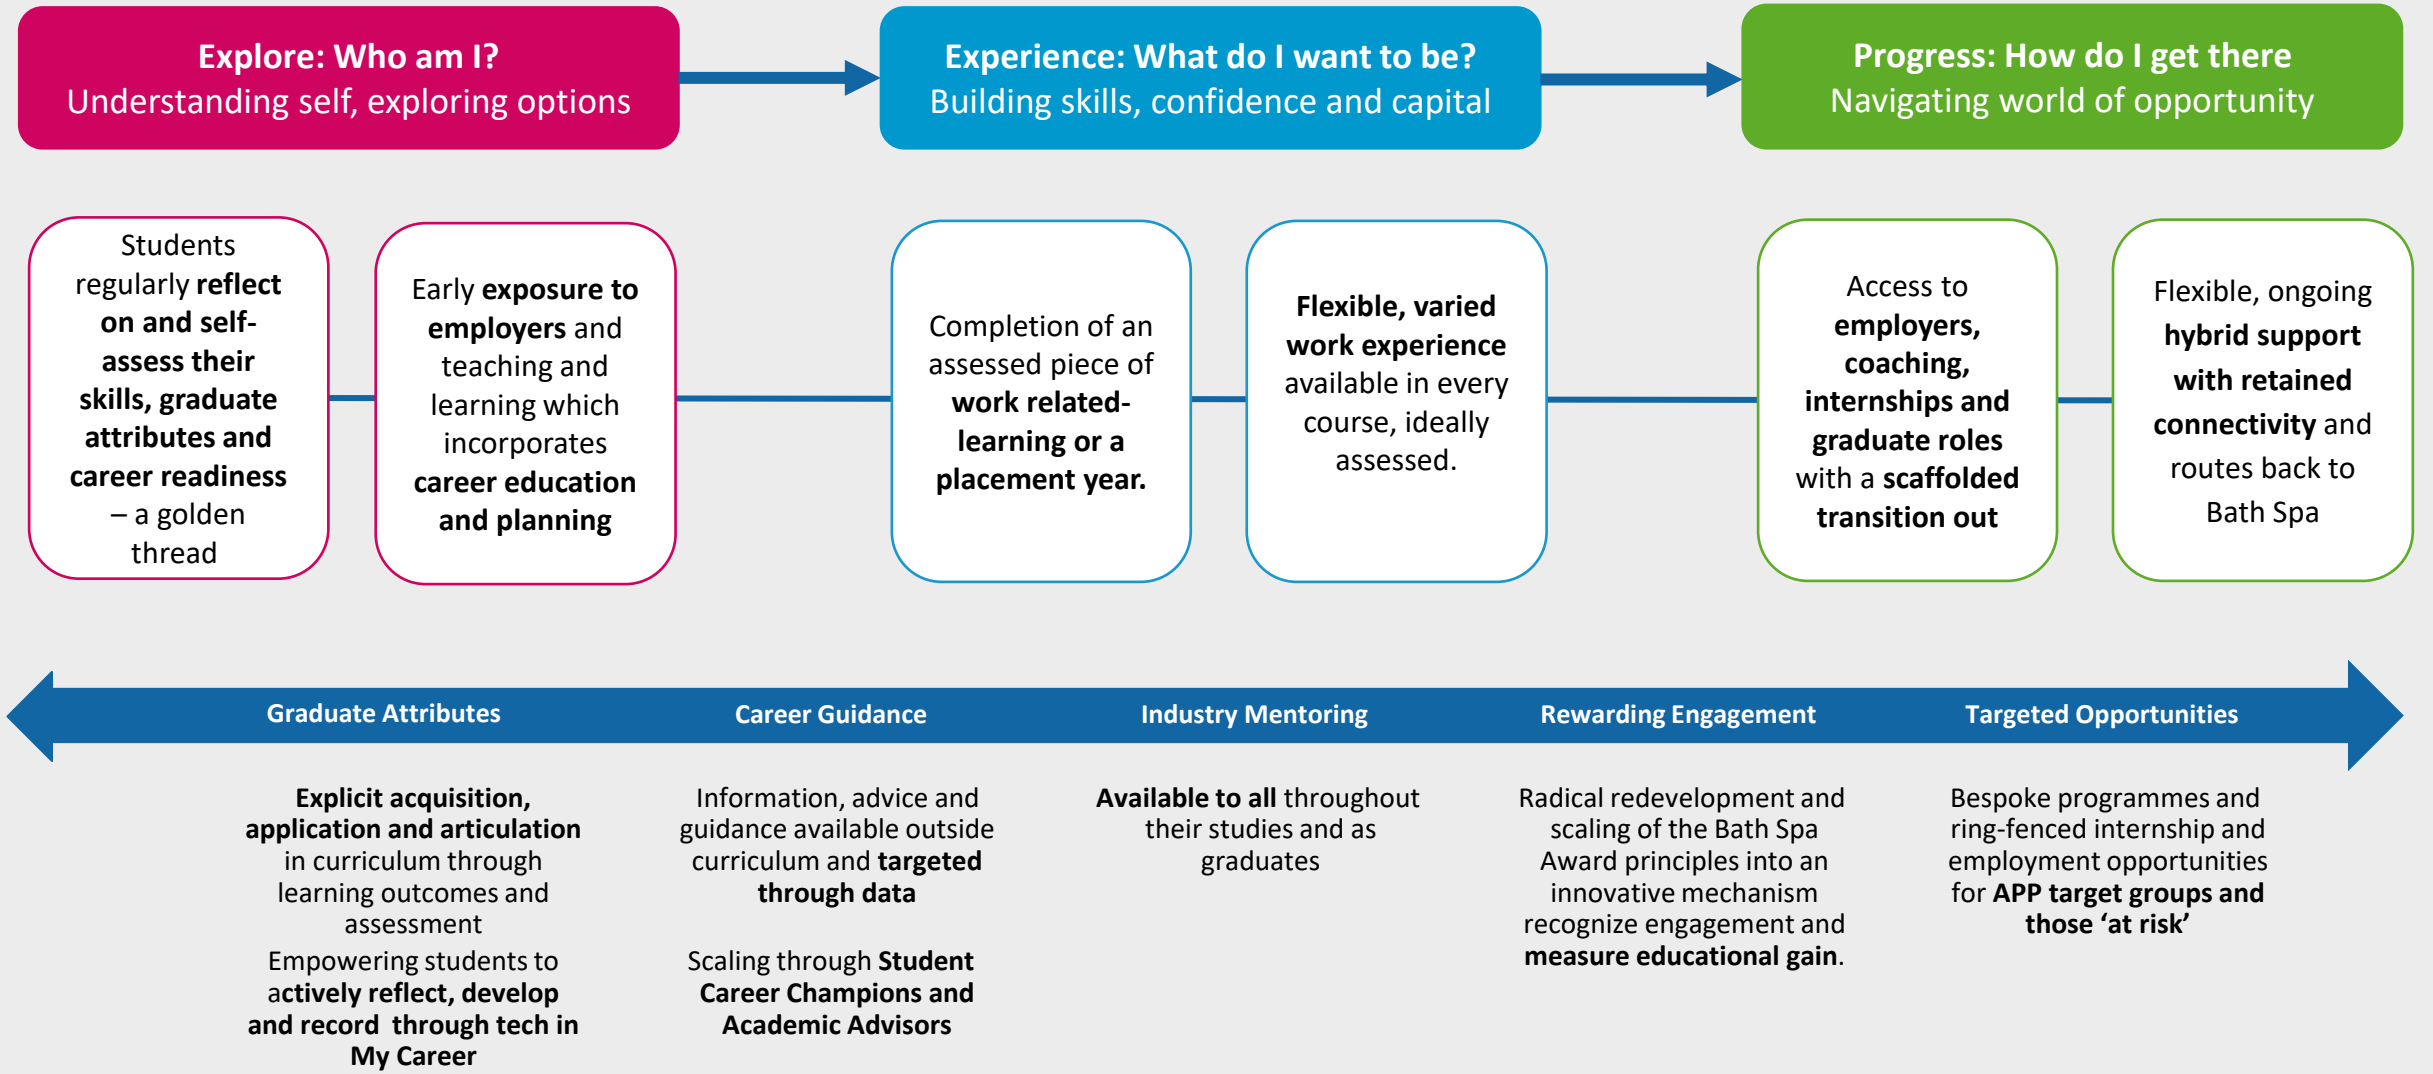 Explore: Who am I?
Understanding self, exploring options
Experience: What do I want to be?
Building skills, confidence and capital
Progress: How do I get there
Navigating world of opportunity
Students
regularly reflect
on and self-
assess their
skills, graduate
attributes and
career readiness
– a golden
thread
Early exposure to
employers and
teaching and
learning which
incorporates
career education
and planning
Completion of an
assessed piece of
work related-
learning or a
placement year.
Flexible, varied
work experience
available in every
course, ideally
assessed.
Access to
employers,
coaching,
internships and
graduate roles
with a scaffolded
transition out
Flexible, ongoing
hybrid support
with retained
connectivity and
routes back to
Bath Spa
Graduate Attributes
Career Guidance
Industry Mentoring
Rewarding Engagement
Targeted Opportunities
Explicit acquisition,
application and articulation
in curriculum through
learning outcomes and
assessment
Empowering students to
actively reflect, develop
and record through tech in
My Career
Information, advice and
guidance available outside
curriculum and targeted
through data
Scaling through Student
Career Champions and
Academic Advisors
Available to all throughout
their studies and as
graduates
Radical redevelopment and
scaling of the Bath Spa
Award principles into an
innovative mechanism
recognize engagement and
measure educational gain.
Bespoke programmes and
ring-fenced internship and
employment opportunities
for APP target groups and
those ‘at risk’